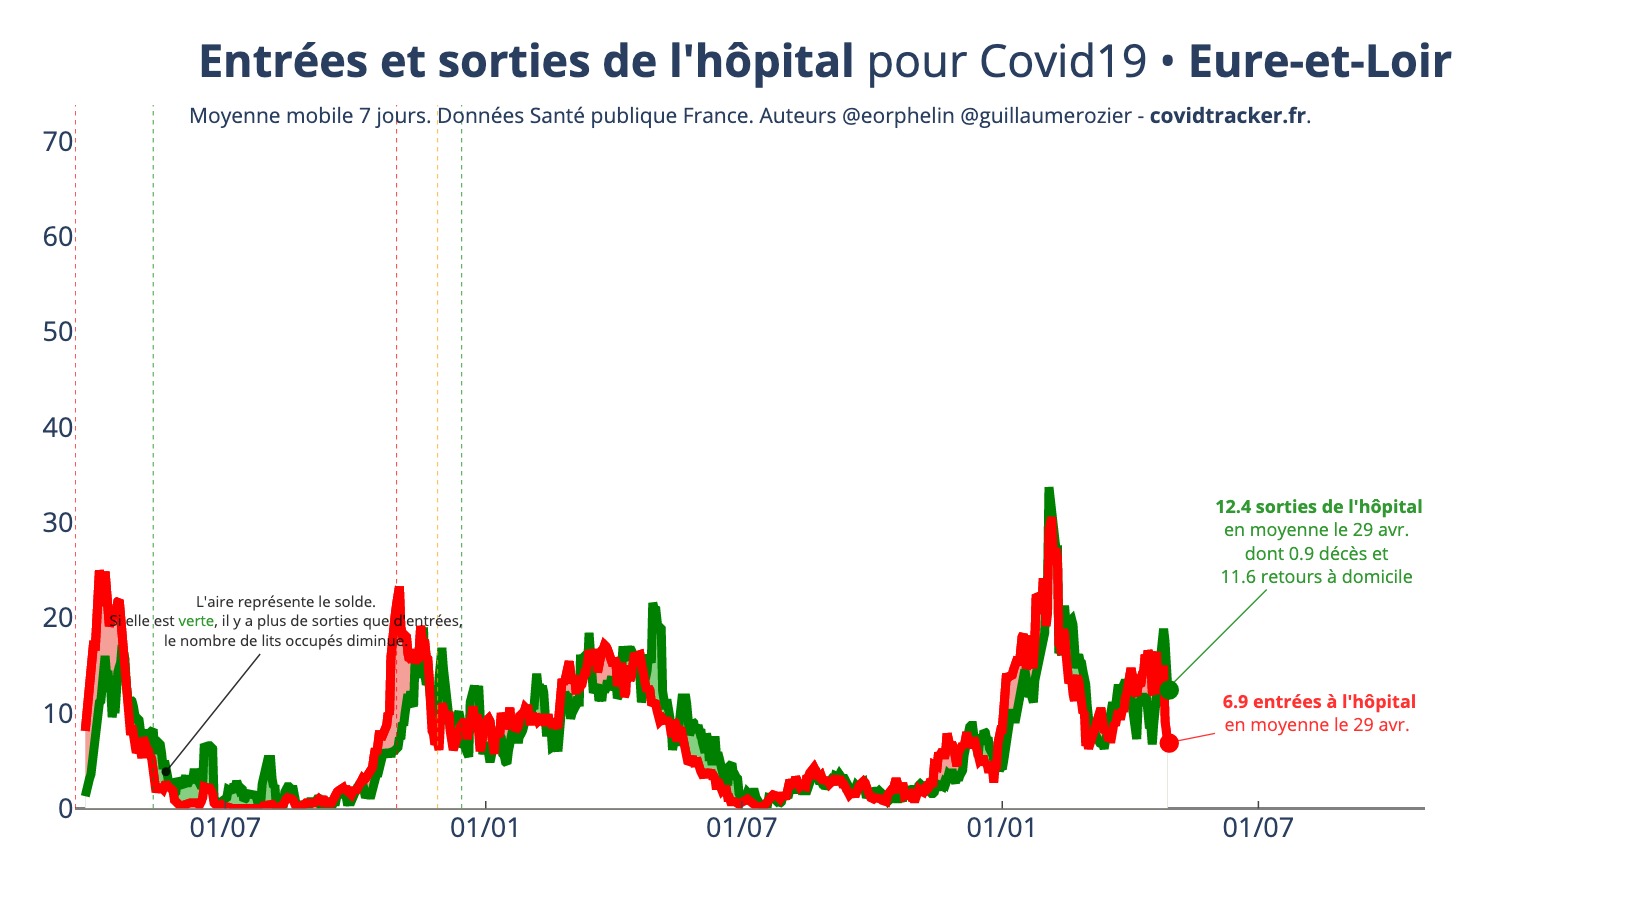 Entrées et sorties de l'hôpital pour Covid19 • Eure-et-Loir
Moyenne mobile 7 jours. Données Santé publique France. Auteurs @eorphelin @guillaumerozier - covidtracker.fr.
70
60
50
40
30
20
10
0
L'aire représente le solde.
Si elle est verte, il y a plus de sorties que d'entrées,
le nombre de lits occupés diminue.
12.4 sorties de l'hôpital
en moyenne le 29 avr.
dont 0.9 décès et
11.6 retours à domicile
6.9 entrées à l'hôpital
en moyenne le 29 avr.
01/07
01/01
01/07
01/01
01/07